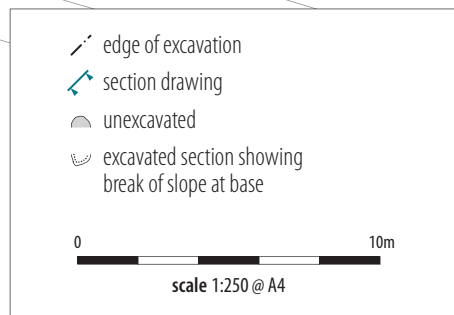 edge of excavation
section drawing
unexcavated
excavated section showing
break of slope at base
0 10m
scale 1:250 @ A4